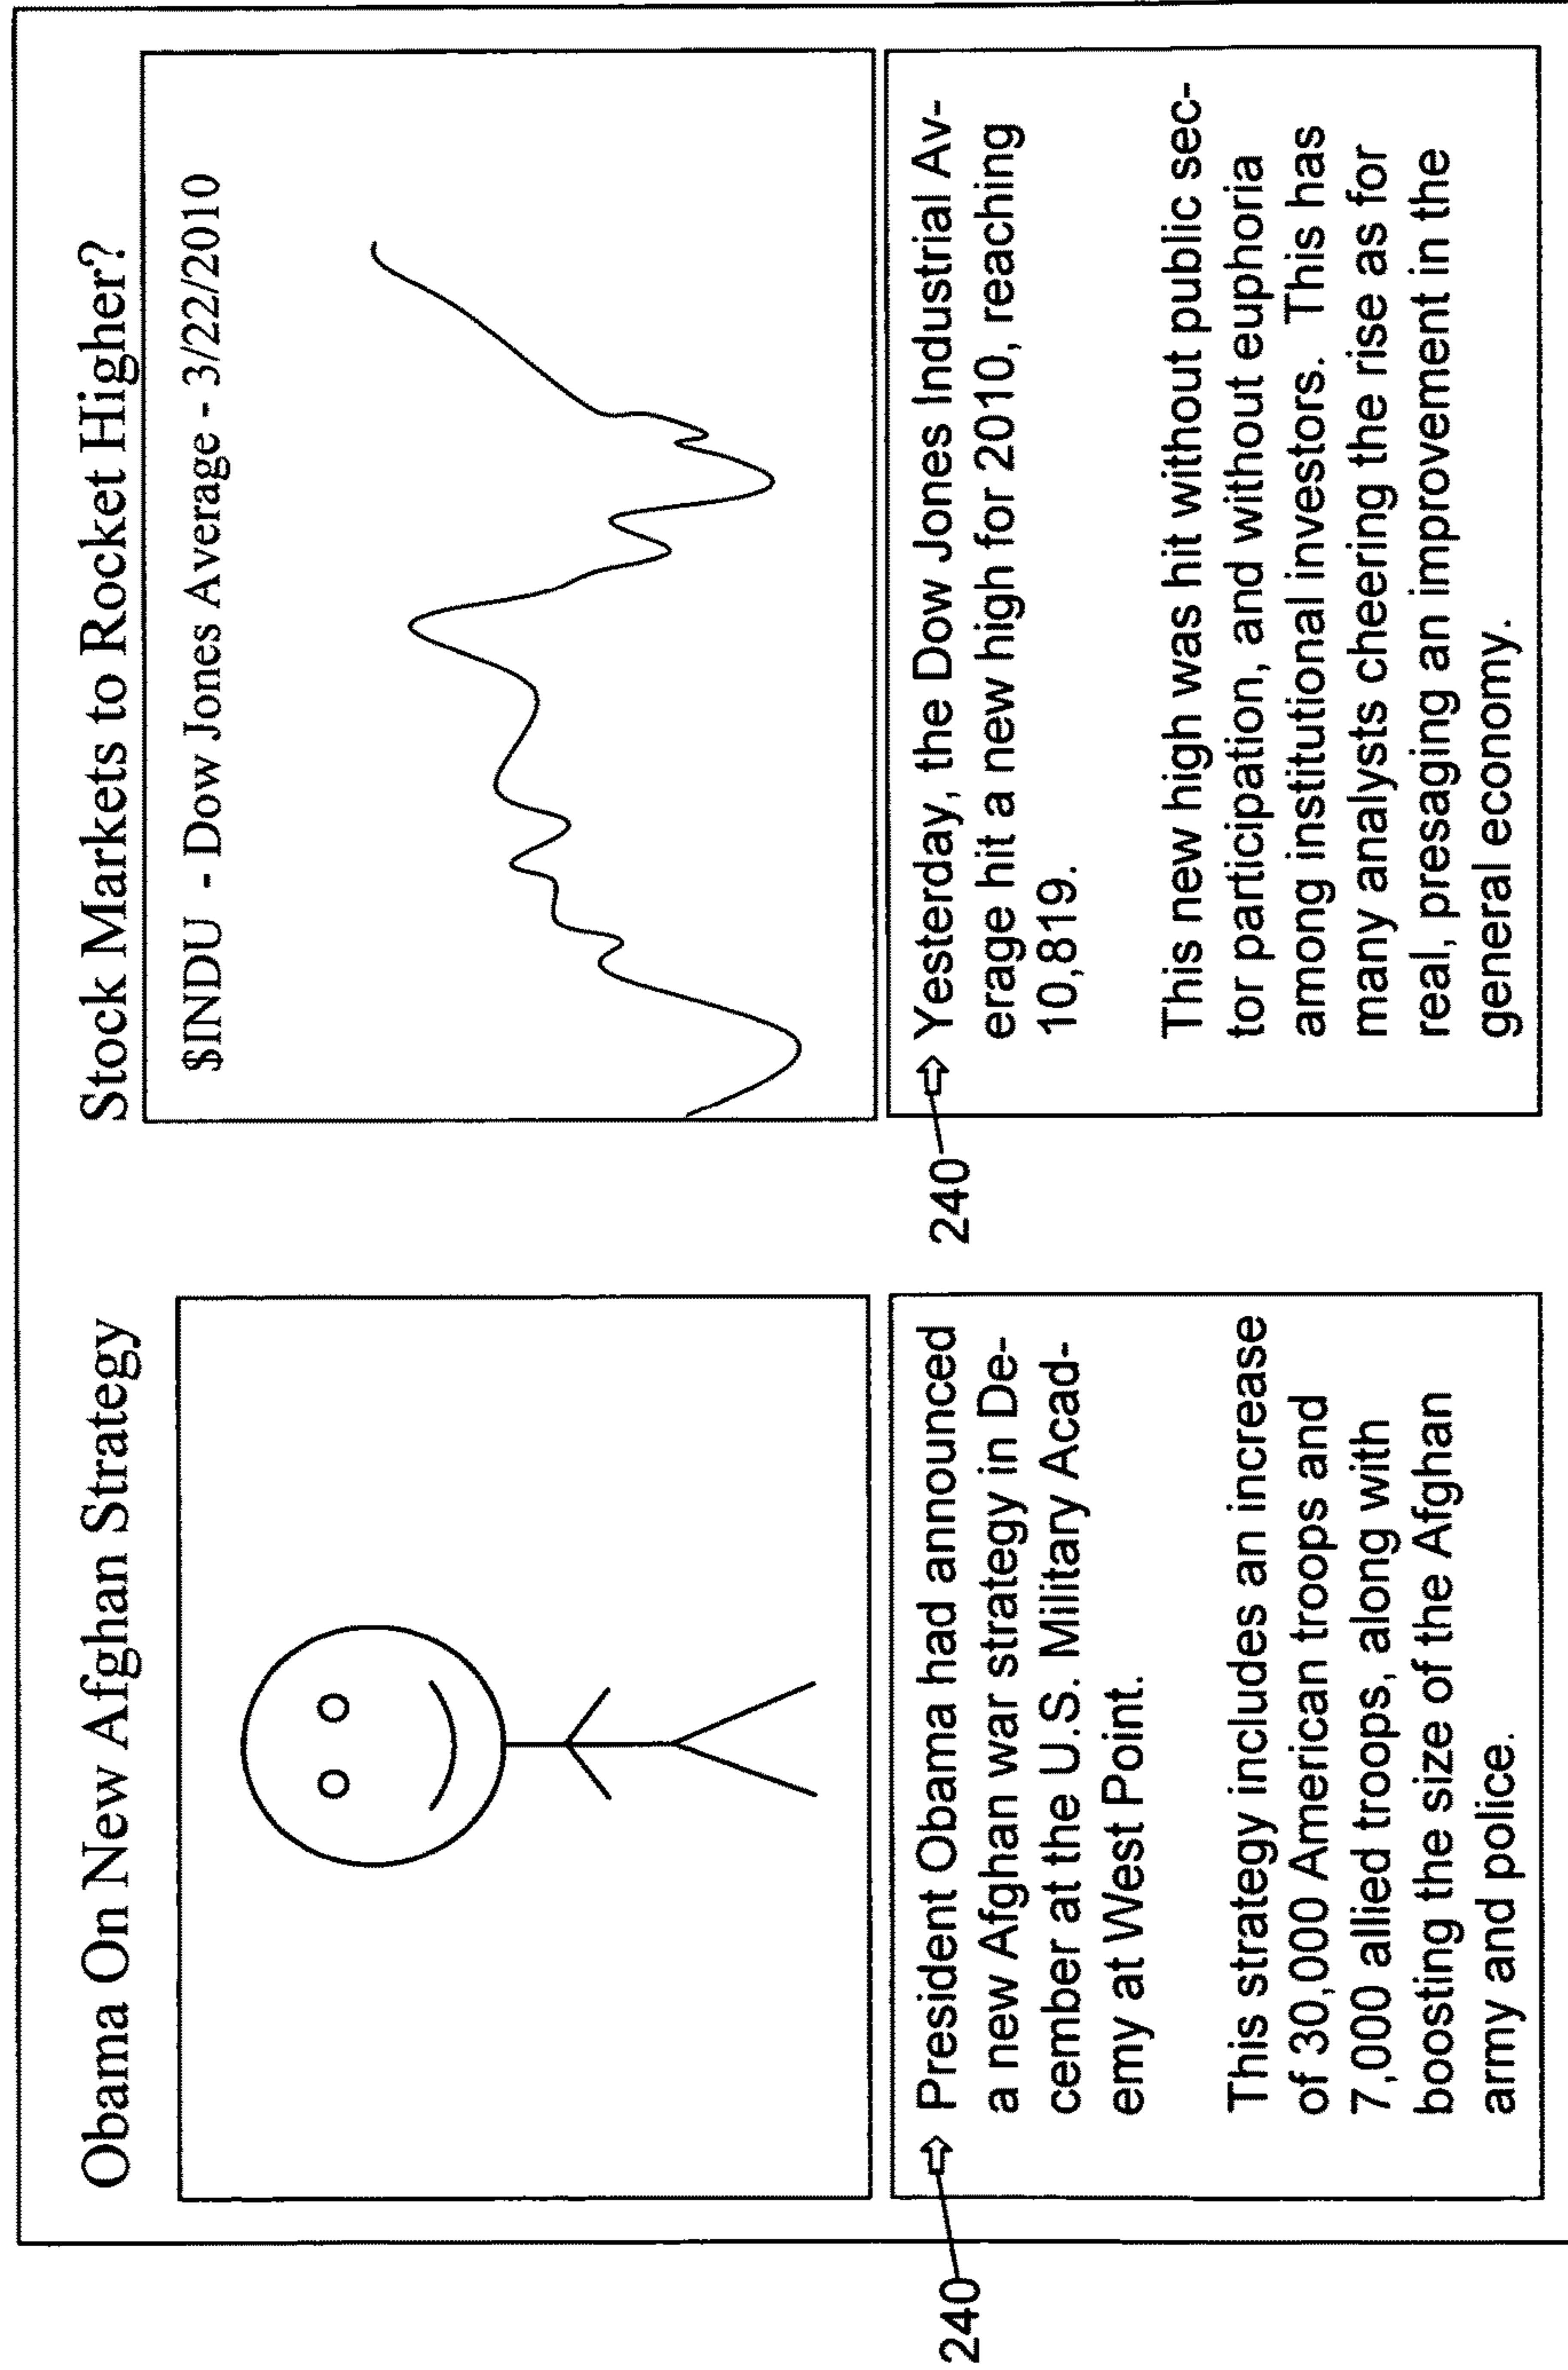 Obama On New Afghan Strategy
240
President Obama had announced
a new Afghan war strategy in De-
cember at the U.S. Military Acad-
emy at West Point.
This strategy includes an increase
of 30,000 American troops and
7,000 allied troops, along with
boosting the size of the Afghan
army and police.
Stock Markets to Rocket Higher?
$INDU - Dow Jones Average - 3/22/2010
240
Yesterday, the Dow Jones Industrial Av-
erage hit a new high for 2010, reaching
10,819.
This new high was hit without public sec-
tor participation, and without euphoria
among institutional investors. This has
many analysts cheering the rise as for
real, presaging an improvement in the
general economy.